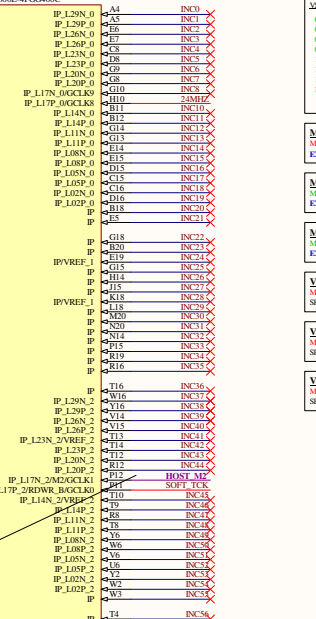 IP_L29N_0 A4 INC0
IP_L29P_0 A5 INC1
IP_L26N_0 E6 INC2
IP_L26P_0 E7 INC3
IP_L23N_0 C8 INC4
IP_L23P_0 D8 INC5
IP_L20N_0 G9 INC6
IP_L20P_0 G8 INC7
IP_L17N_0/GCLK9 G10 INC8
IP_L17P_0/GCLK8 H10 24MHZ
IP_L14N_0 B11 INC10
IP_L14P_0 B12 INC11
IP_L11N_0 G14 INC12
IP_L11P_0 G13 INC13
IP_L08N_0 E14 INC14
IP_L08P_0 E15 INC15
IP_L05N_0 D15 INC16
IP_L05P_0 C15 INC17
IP_L02N_0 C16 INC18
IP_L02P_0 D16 INC19
IP B18 INC20
IP E5 INC21
IP G18 INC22
IP B20 INC23
IP/VREF_1 E19 INC24
IP G15 INC25
IP H14 INC26
IP J15 INC27
IP/VREF_1 K18 INC28
IP L18 INC29
IP M20 INC30
IP N20 INC31
IP N14 INC32
IP P15 INC33
IP R19 INC34
IP R16 INC35
IP T16 INC36
IP_L29N_2 W16 INC37
IP_L29P_2 Y16 INC38
IP_L26N_2 V14 INC39
IP_L26P_2 V15 INC40
IP_L23N_2/VREF_2 T13 INC41
IP_L23P_2 T14 INC42
IP_L20N_2 T12 INC43
IP_L20P_2 R12 INC44
IP_L17N_2/M2/GCLK1 P12 HOST_M2
L17P_2/RDWR_B/GCLK0 P11 SOFT_TCK
IP_L14N_2/VREF_2 T10 INC45
IP_L14P_2 T9 INC46
IP_L11N_2 R8 INC47
IP_L11P_2 T8 INC48
IP_L08N_2 Y6 INC49
IP_L08P_2 W6 INC50
IP_L05N_2 V6 INC51
IP_L05P_2 U6 INC52
IP_L02N_2 Y2 INC53
IP_L02P_2 W2 INC54
IP W3 INC55
IP T4 INC56